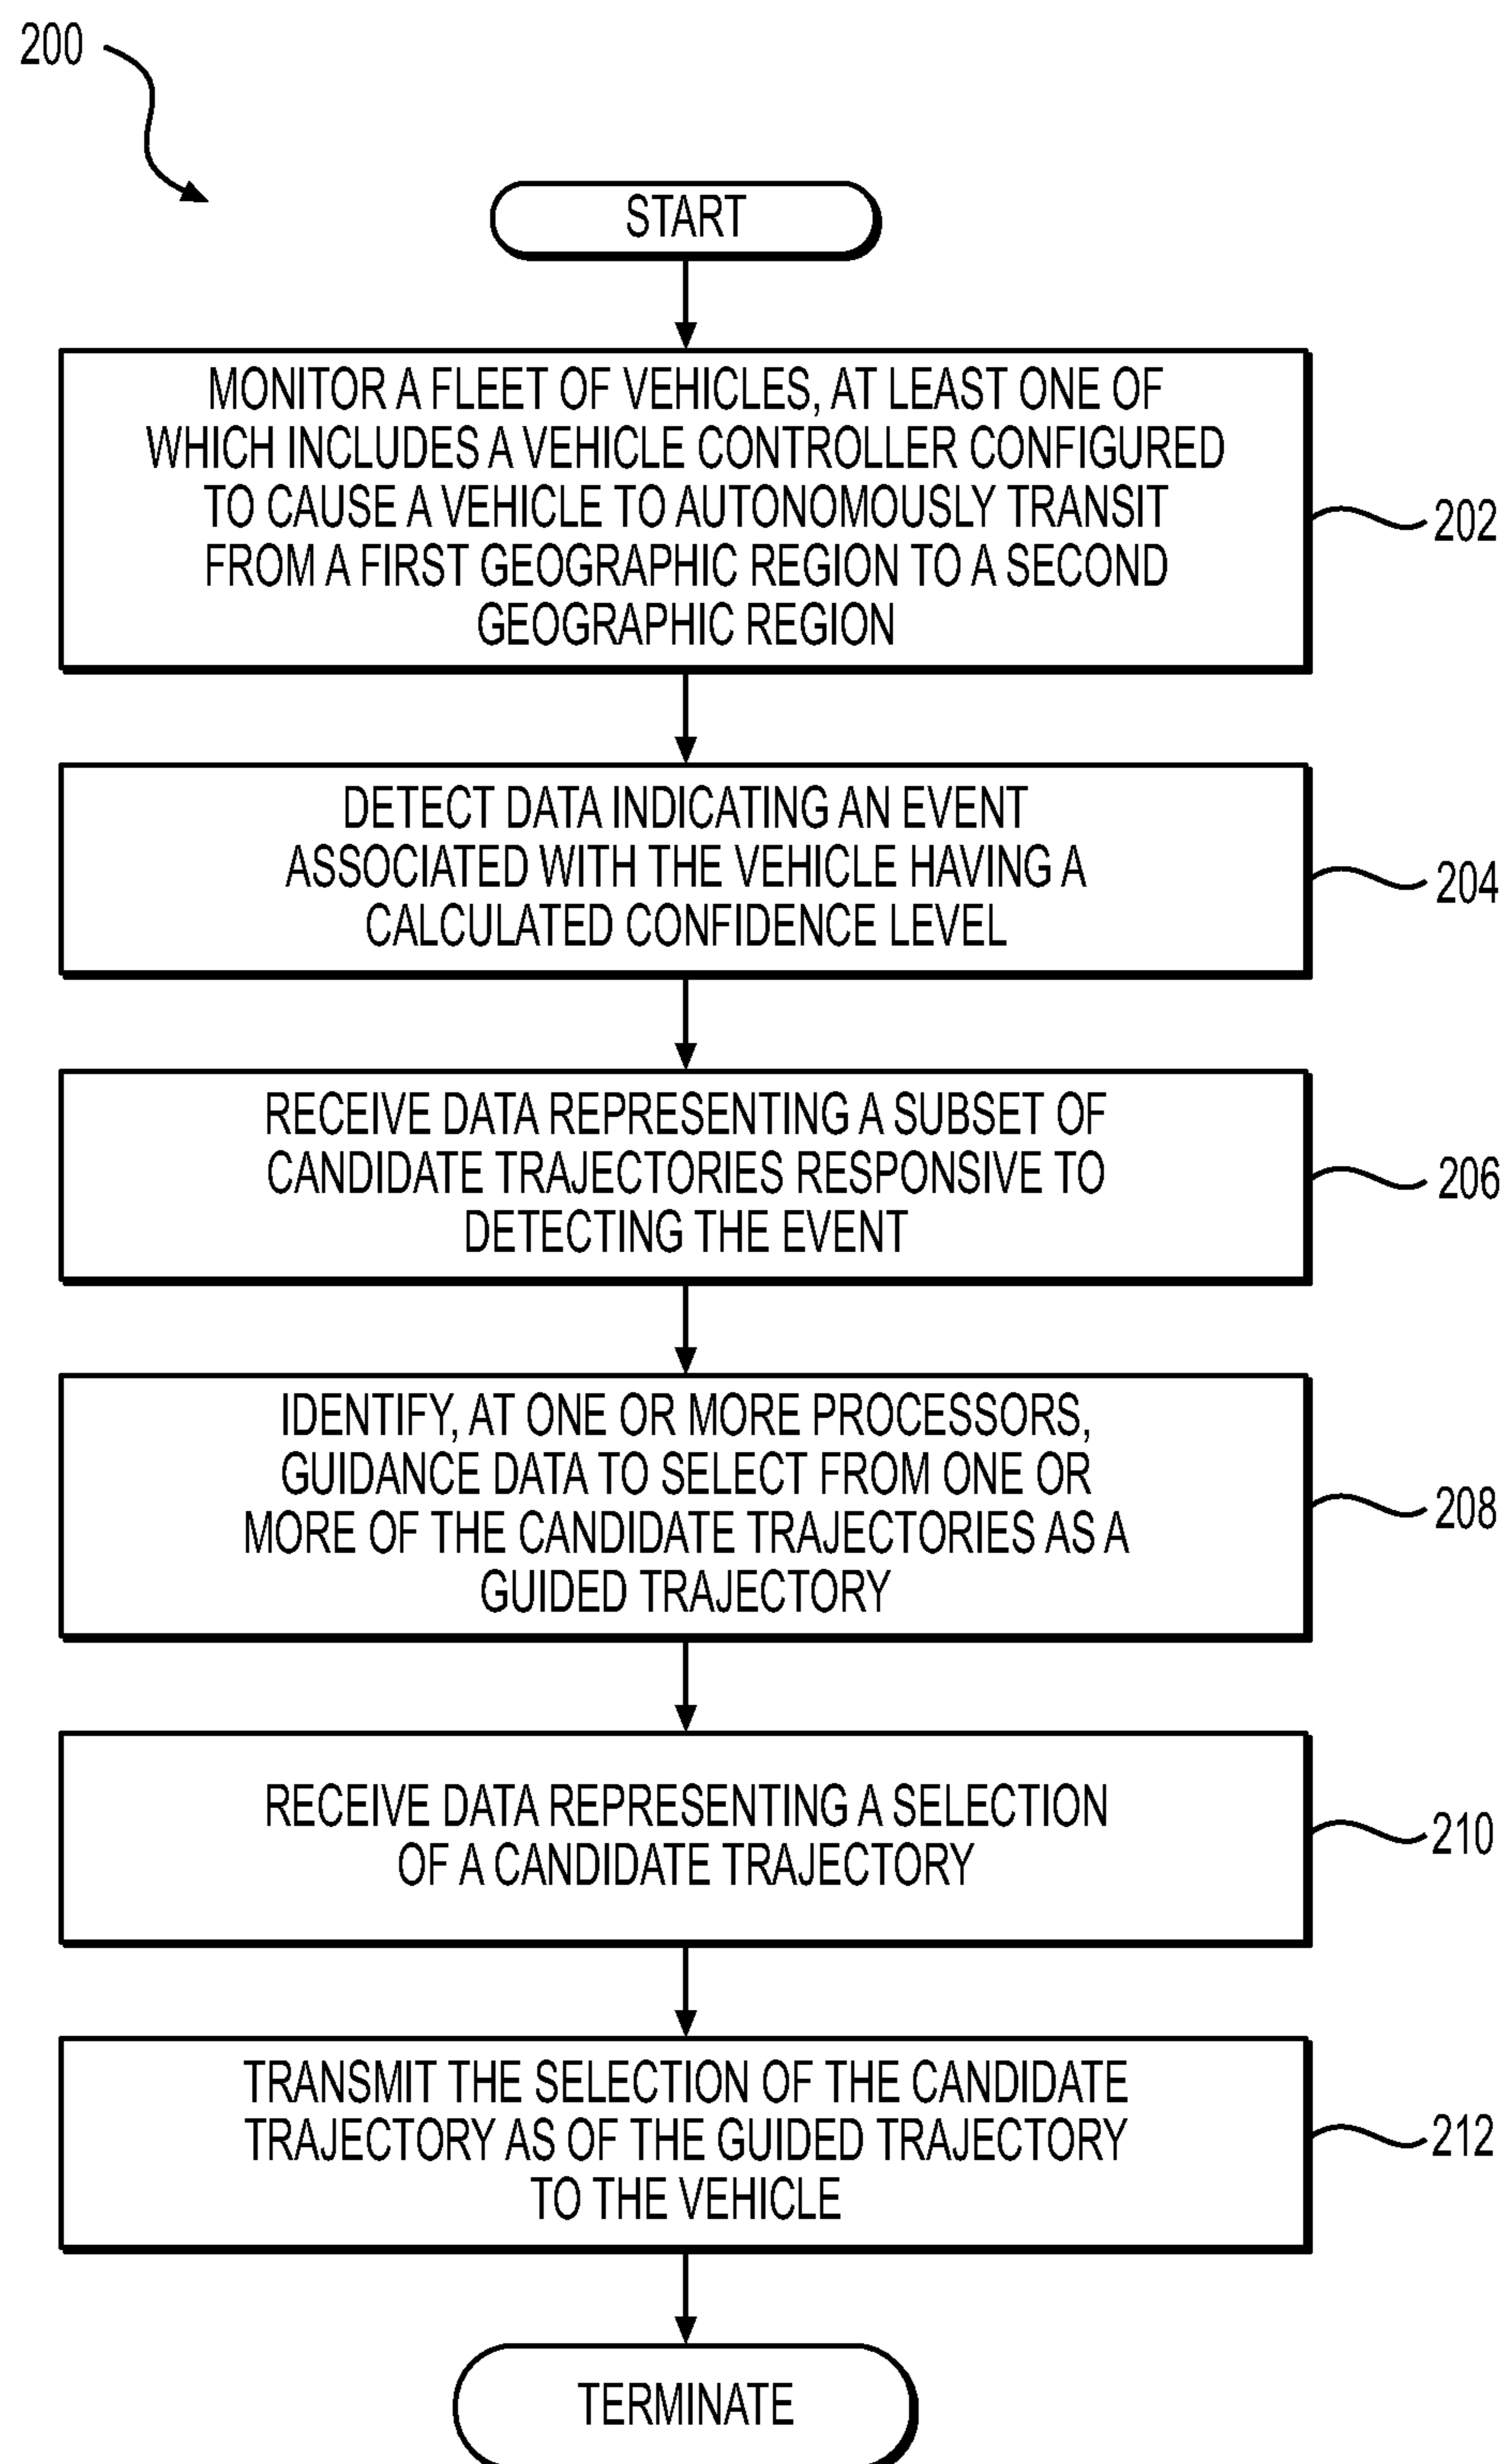 200
START
MONITOR A FLEET OF VEHICLES, AT LEAST ONE OF
WHICH INCLUDES A VEHICLE CONTROLLER CONFIGURED
TO CAUSE A VEHICLE TO AUTONOMOUSLY TRANSIT
FROM A FIRST GEOGRAPHIC REGION TO A SECOND
GEOGRAPHIC REGION
202
DETECT DATA INDICATING AN EVENT
ASSOCIATED WITH THE VEHICLE HAVING A
CALCULATED CONFIDENCE LEVEL
204
RECEIVE DATA REPRESENTING A SUBSET OF
CANDIDATE TRAJECTORIES RESPONSIVE TO
DETECTING THE EVENT
206
IDENTIFY, AT ONE OR MORE PROCESSORS,
GUIDANCE DATA TO SELECT FROM ONE OR
MORE OF THE CANDIDATE TRAJECTORIES AS A
GUIDED TRAJECTORY
208
RECEIVE DATA REPRESENTING A SELECTION
OF A CANDIDATE TRAJECTORY
210
TRANSMIT THE SELECTION OF THE CANDIDATE
TRAJECTORY AS OF THE GUIDED TRAJECTORY
TO THE VEHICLE
212
TERMINATE